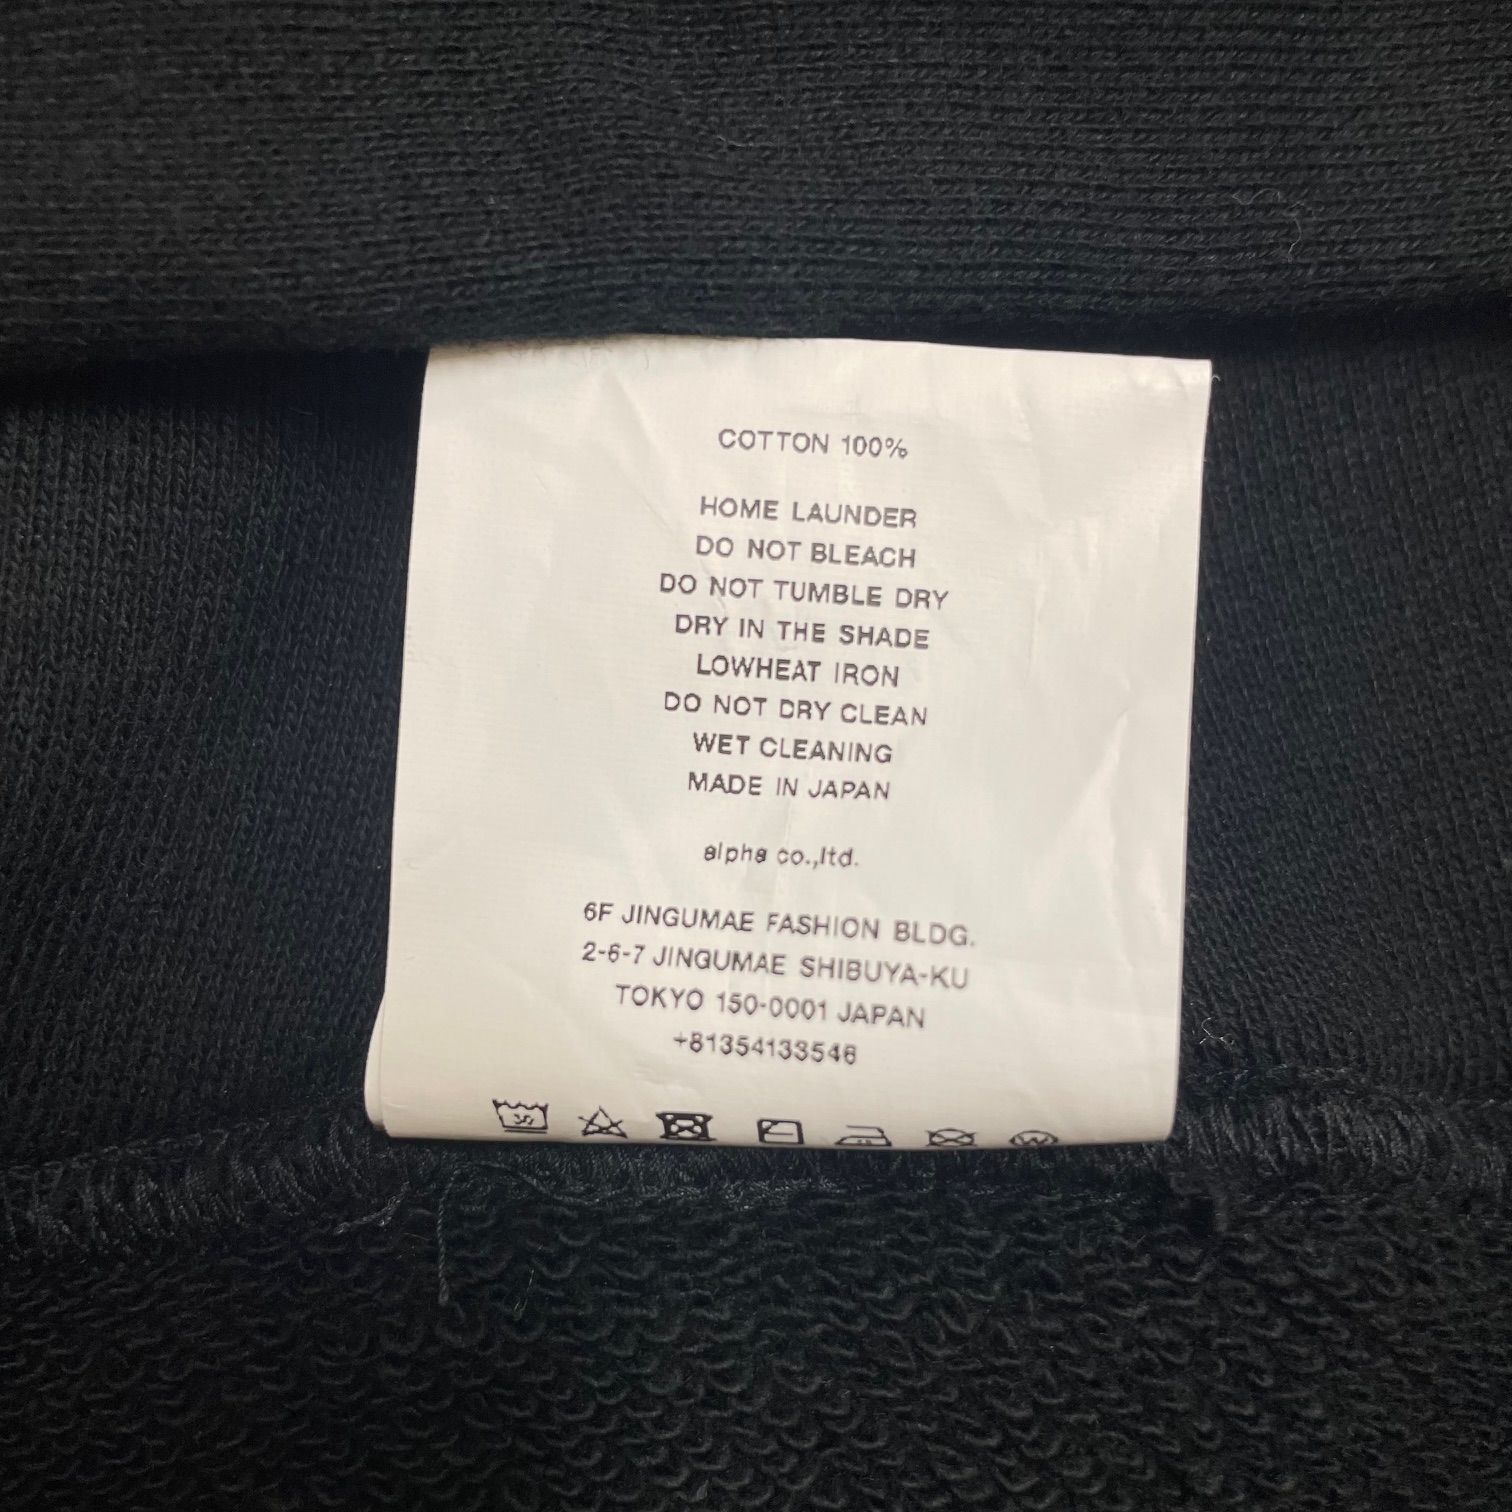 COTTON 100%
HOME LAUNDER
DO NOT BLEACH
DO NOT TUMBLE DRY
DRY IN THE SHADE
LOWHEAT IRON
DO NOT DRY CLEAN
WET CLEANING
MADE IN JAPAN
alpha co.,ltd.
6F JINGUMAE FASHION BLDG.
2-6-7 JINGUMAE SHIBUYA-KU
TOKYO 150-0001 JAPAN
+81354133546
30
W